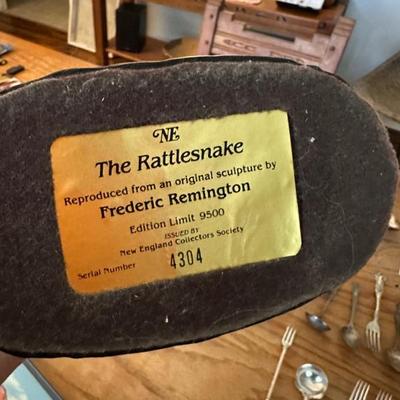 NE
The Rattlesnake
Reproduced from an original sculpture by
Frederic Remington
Edition Limit 9500
ISSUED BY
New England Collectors Society
Serial Number 4304